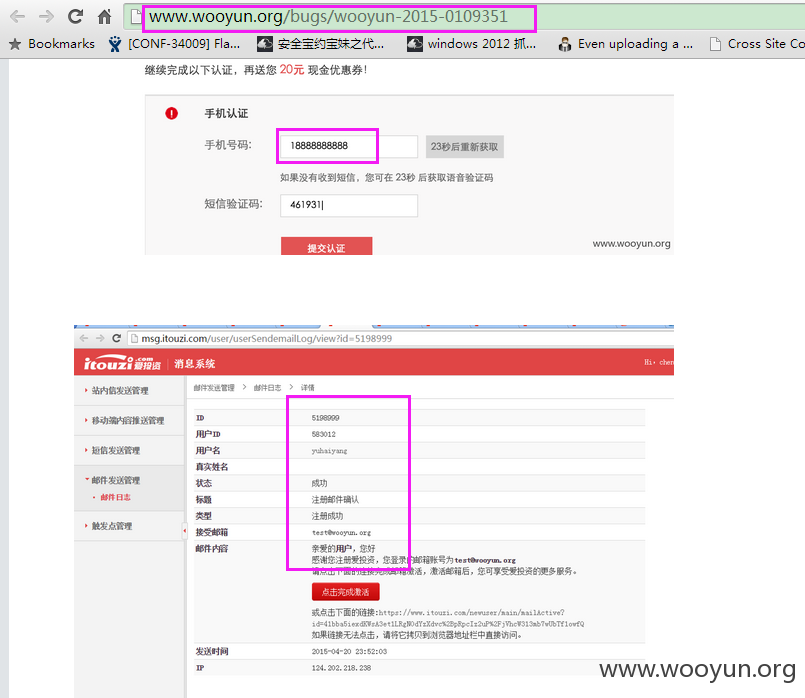 www.wooyun.org/bugs/wooyun-2015-0109351
Bookmarks [CONF-34009] Fla... 安全宝约宝妹之代... windows 2012 抓... Even uploading a ... Cross Site Co
继续完成以下认证，再送您 20元 现金优惠券！
手机认证
手机号码: 18888888888 23秒后重新获取
如果没有收到短信，您可在 23秒 后获取语音验证码
短信验证码: 461931
提交认证
www.wooyun.org
msg.itouzi.com/user/userSendemailLog/view?id=5198999
itouzi.com 爱投资 消息系统 Hi, chen
站内信发送管理
移动端内容推送管理
短信发送管理
邮件发送管理
邮件日志
触发点管理
邮件发送管理 > 邮件日志 > 详情
ID 5198999
用户ID 583012
用户名 yuhaiyang
真实姓名
状态 成功
标题 注册邮件确认
类型 注册成功
接受邮箱 test@wooyun.org
邮件内容 亲爱的用户，您好
感谢您注册爱投资，您登录的邮箱账号为test@wooyun.org
请点击下面的链接完成邮箱激活，激活邮箱后，您可享受爱投资的更多服务。
点击完成激活
或点击下面的链接:https://www.itouzi.com/newuser/main/mailActive?
如果链接无法点击，请将它拷贝到浏览器地址栏中直接访问。
发送时间 2015-04-20 23:52:03
IP 124.202.218.238
www.wooyun.org